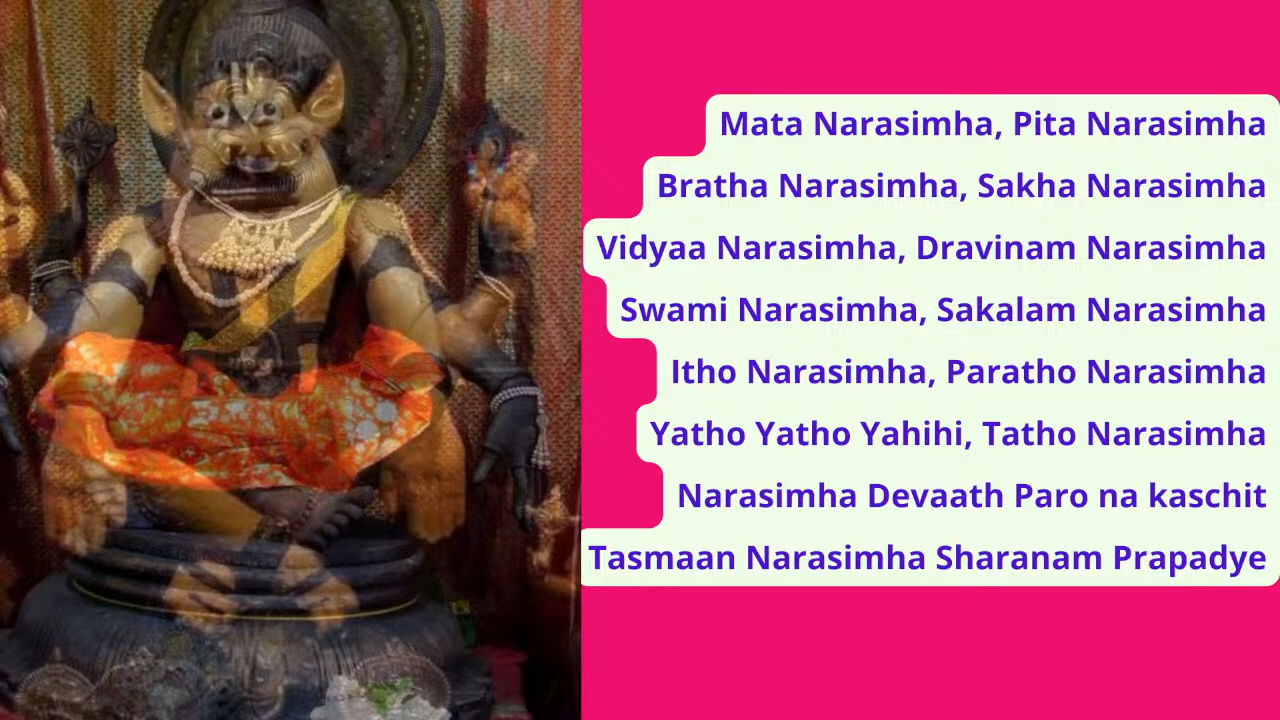 Mata Narasimha, Pita Narasimha
Bratha Narasimha, Sakha Narasimha
Vidyaa Narasimha, Dravinam Narasimha
Swami Narasimha, Sakalam Narasimha
Itho Narasimha, Paratho Narasimha
Yatho Yatho Yahihi, Tatho Narasimha
Narasimha Devaath Paro na kaschit
Tasmaan Narasimha Sharanam Prapadye